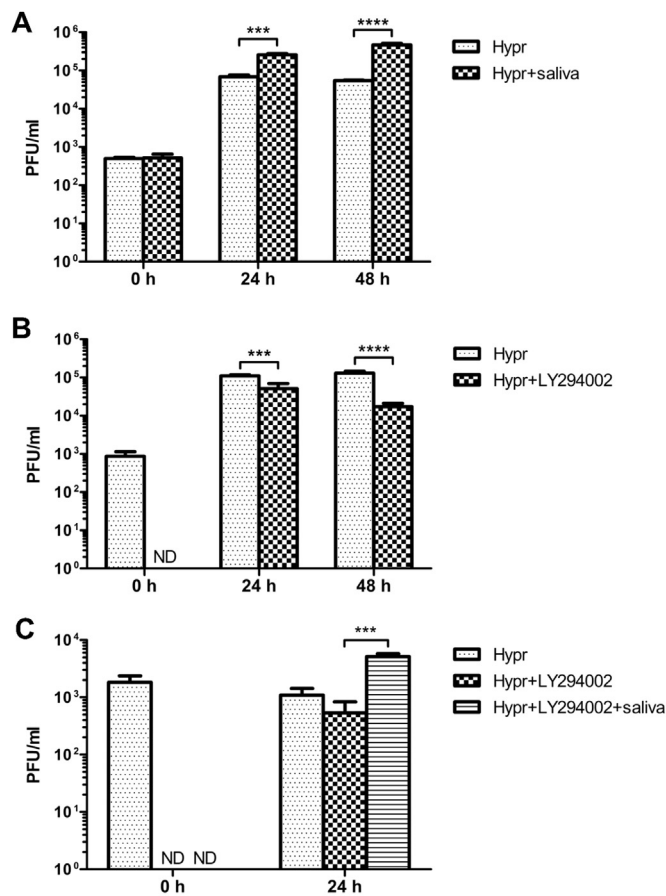 A
PFU/ml
10⁶
10⁵
10⁴
10³
10²
10¹
10⁰
***
****
0 h
24 h
48 h
Hypr
Hypr+saliva
B
PFU/ml
10⁶
10⁵
10⁴
10³
10²
10¹
10⁰
ND
***
****
0 h
24 h
48 h
Hypr
Hypr+LY294002
C
PFU/ml
10⁴
10³
10²
10¹
10⁰
ND ND
***
0 h
24 h
Hypr
Hypr+LY294002
Hypr+LY294002+saliva